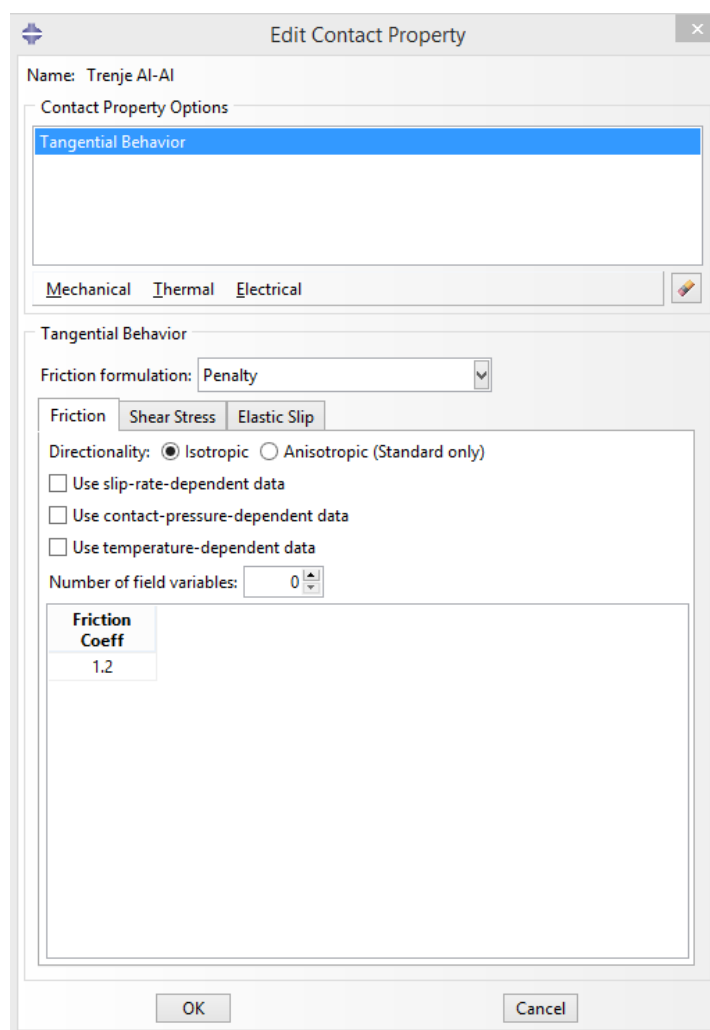 Edit Contact Property
Name: Trenje Al-Al
Contact Property Options
Tangential Behavior
Mechanical Thermal Electrical
Tangential Behavior
Friction formulation: Penalty
Friction Shear Stress Elastic Slip
Directionality: Isotropic Anisotropic (Standard only)
Use slip-rate-dependent data
Use contact-pressure-dependent data
Use temperature-dependent data
Number of field variables: 0
Friction
Coeff
1.2
OK Cancel